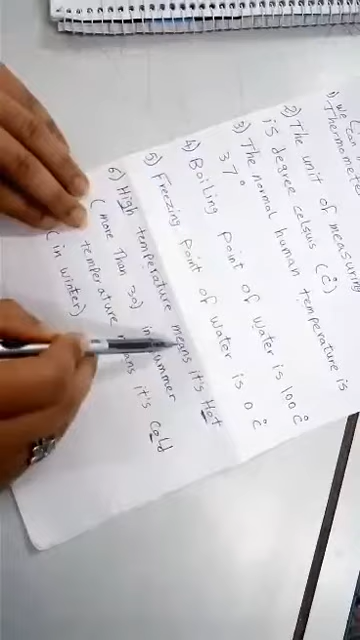 1) We can
Thermometer
2) The unit of measuring
is degree celsius (c°)
3) The normal human temperature is
37°
4) Boiling point of water is 100 c°
5) Freezing point of water is 0 c°
6) High temperature means it's Hot
(more Than 30) in summer
temperature means it's cold
(in winter)